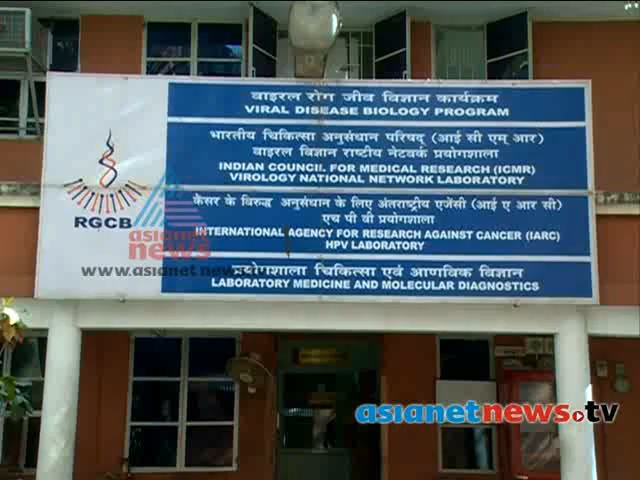 वाइरल रोग जीव विज्ञान कार्यक्रम
VIRAL DISEASE BIOLOGY PROGRAM
भारतीय चिकित्सा अनुसंधान परिषद् (आई सी एम् आर)
वाइरल विज्ञान राष्ट्रीय नेटवर्क प्रयोगशाला
INDIAN COUNCIL FOR MEDICAL RESEARCH (ICMR)
VIROLOGY NATIONAL NETWORK LABORATORY
RGCB
कैंसर के विरुद्ध अनुसंधान के लिए अंतराष्ट्रीय एजेंसी (आई ए आर सी)
एच पी वी प्रयोगशाला
INTERNATIONAL AGENCY FOR RESEARCH AGAINST CANCER (IARC)
HPV LABORATORY
asianet news
www.asianetnews.tv
प्रयोगशाला चिकित्सा एवं आणविक विज्ञान
LABORATORY MEDICINE AND MOLECULAR DIAGNOSTICS
asianetnews.tv